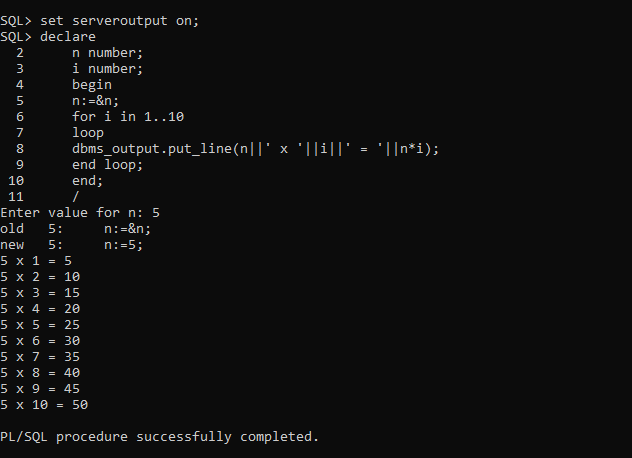 SQL> set serveroutput on;
SQL> declare
  2      n number;
  3      i number;
  4      begin
  5      n:=&n;
  6      for i in 1..10
  7      loop
  8      dbms_output.put_line(n||' x '||i||' = '||n*i);
  9      end loop;
 10      end;
 11      /
Enter value for n: 5
old   5:     n:=&n;
new   5:     n:=5;
5 x 1 = 5
5 x 2 = 10
5 x 3 = 15
5 x 4 = 20
5 x 5 = 25
5 x 6 = 30
5 x 7 = 35
5 x 8 = 40
5 x 9 = 45
5 x 10 = 50
PL/SQL procedure successfully completed.